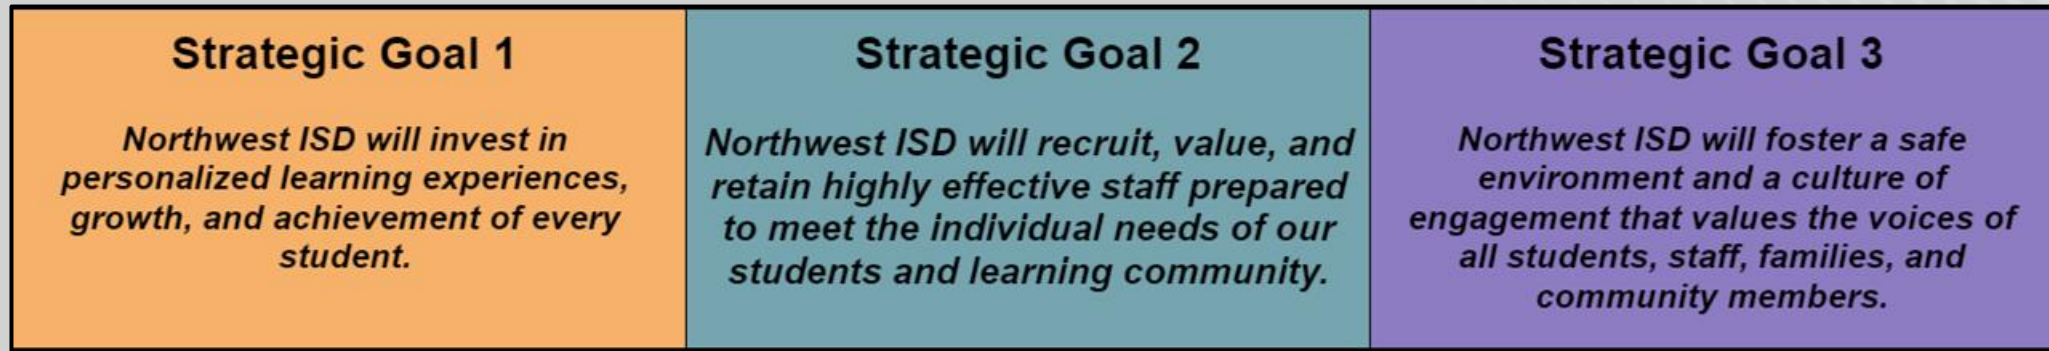 Strategic Goal 1
Northwest ISD will invest in
personalized learning experiences,
growth, and achievement of every
student.
Strategic Goal 2
Northwest ISD will recruit, value, and
retain highly effective staff prepared
to meet the individual needs of our
students and learning community.
Strategic Goal 3
Northwest ISD will foster a safe
environment and a culture of
engagement that values the voices of
all students, staff, families, and
community members.